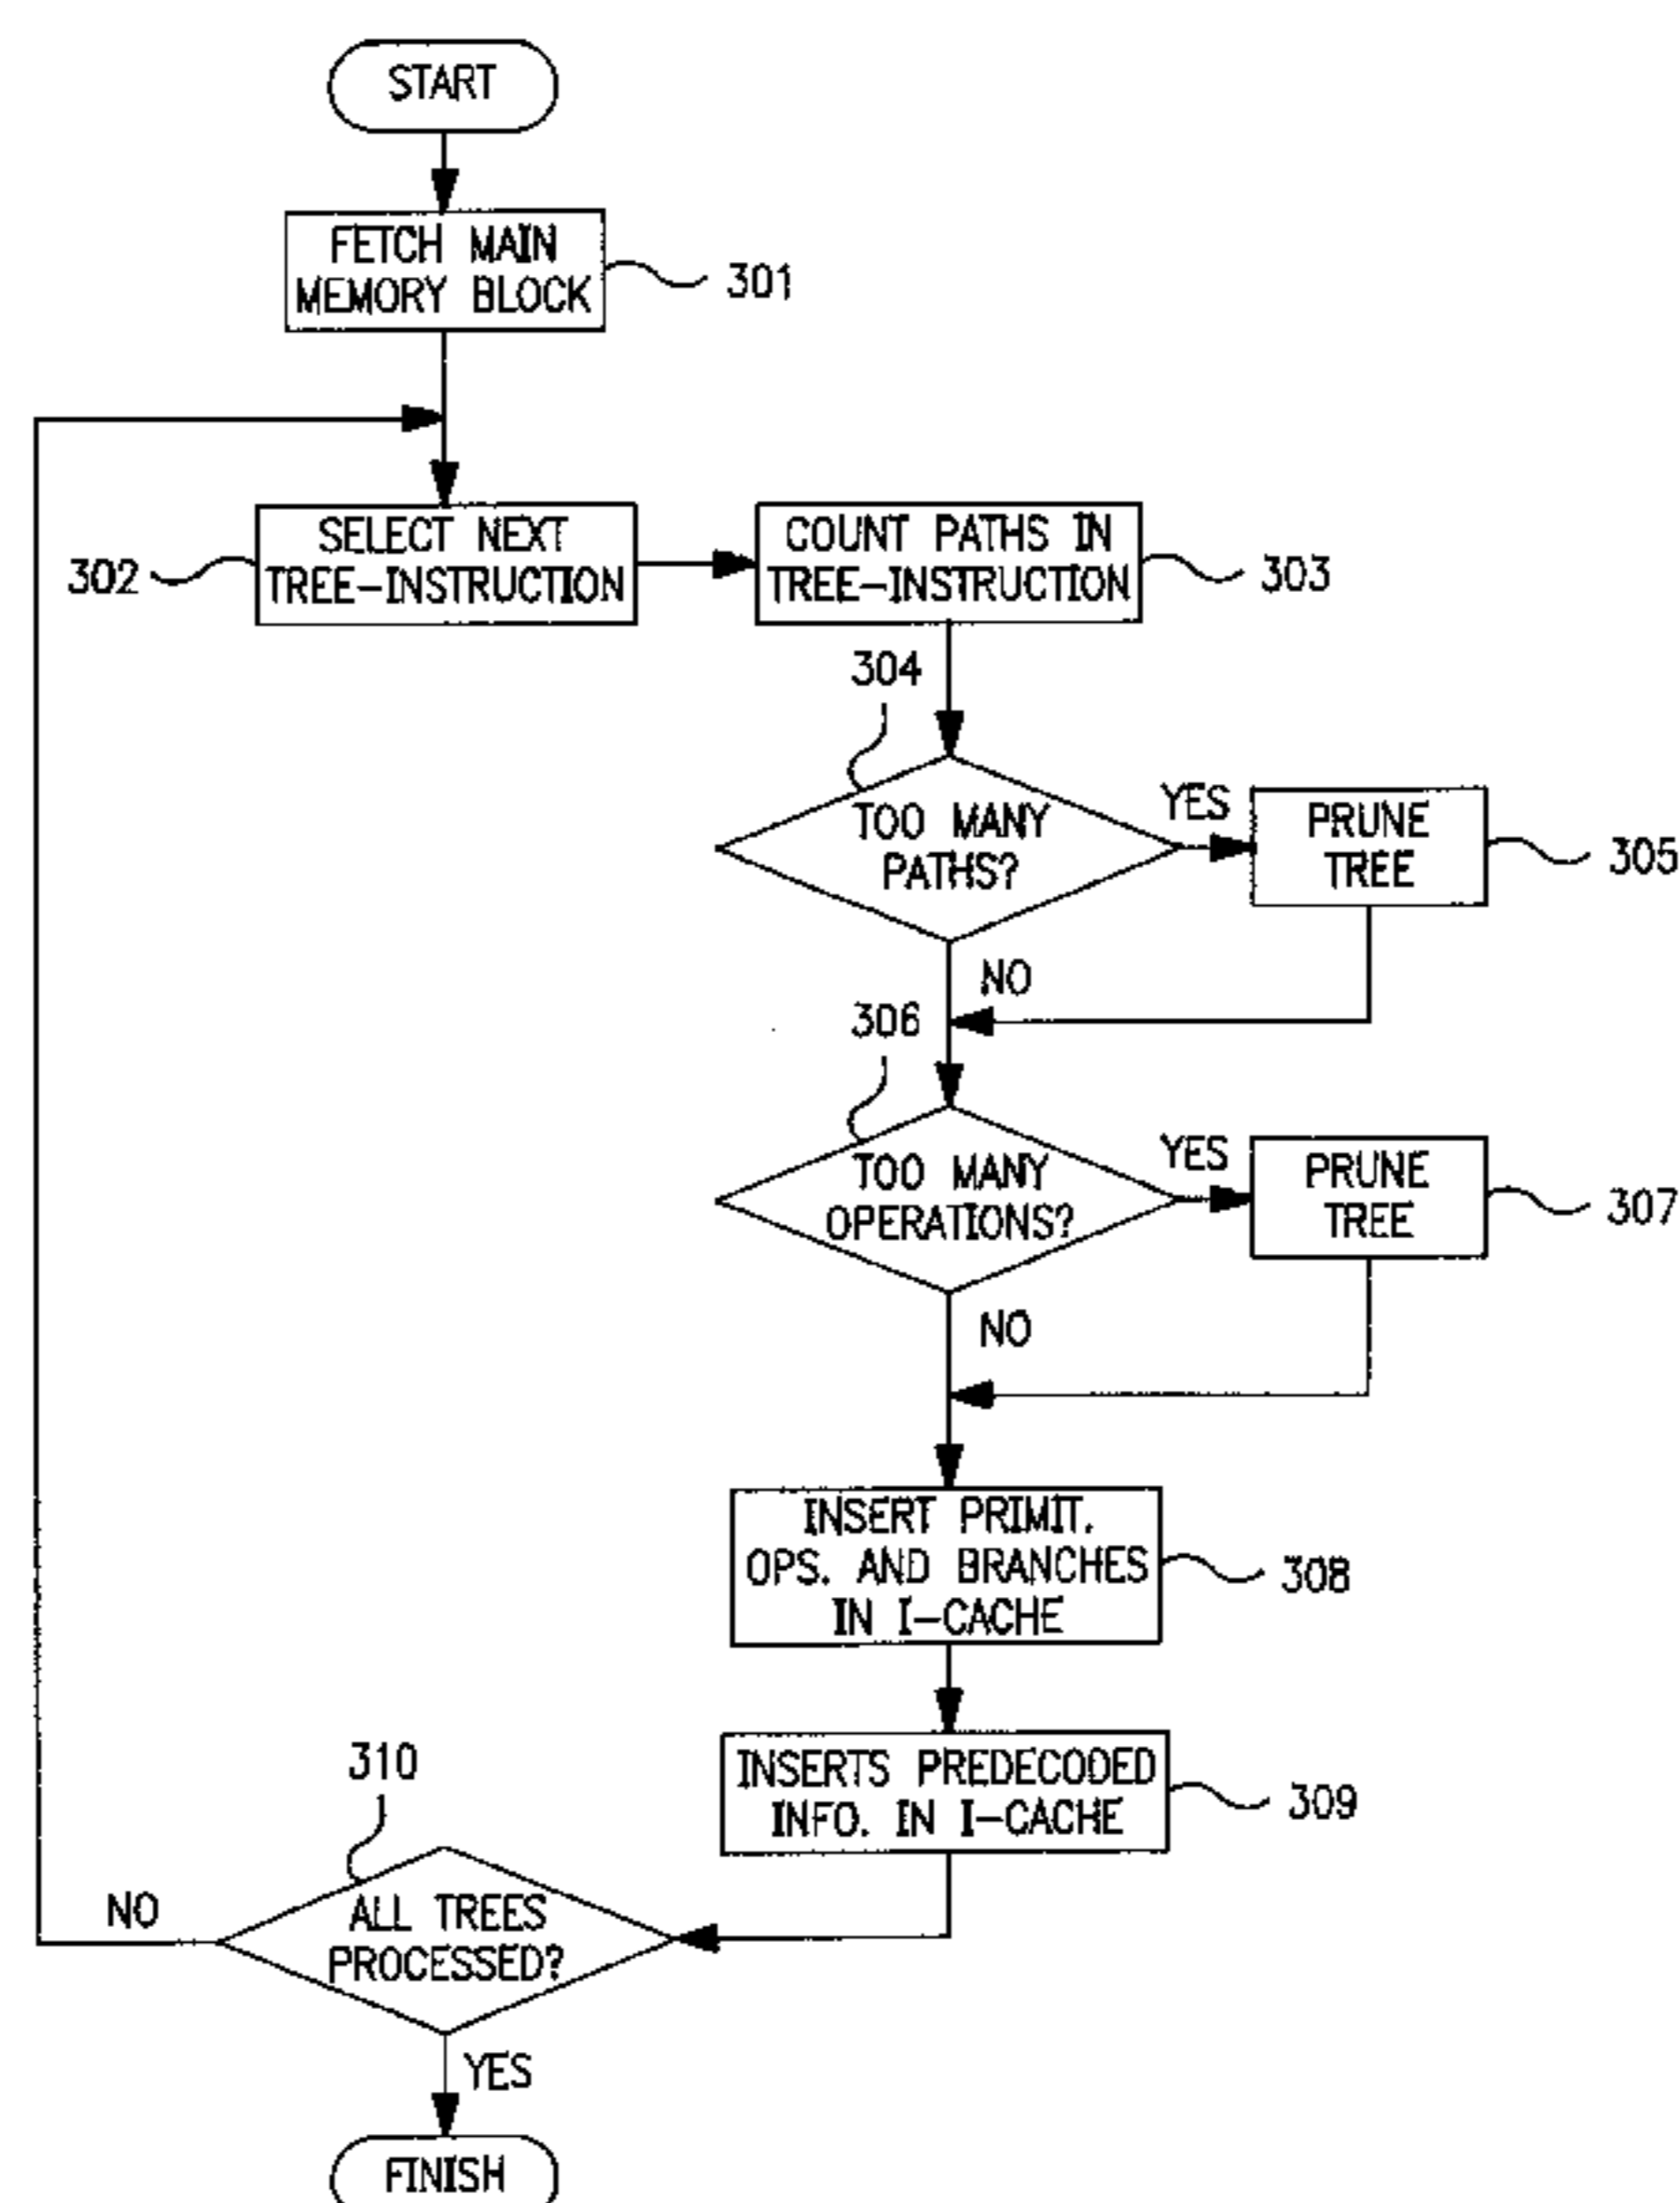 START
FETCH MAIN
MEMORY BLOCK
301
302
SELECT NEXT
TREE-INSTRUCTION
COUNT PATHS IN
TREE-INSTRUCTION
303
304
TOO MANY
PATHS?
YES
PRUNE
TREE
305
NO
306
TOO MANY
OPERATIONS?
YES
PRUNE
TREE
307
NO
INSERT PRIMIT.
OPS. AND BRANCHES
IN I-CACHE
308
INSERTS PREDECODED
INFO. IN I-CACHE
309
310
ALL TREES
PROCESSED?
NO
YES
FINISH